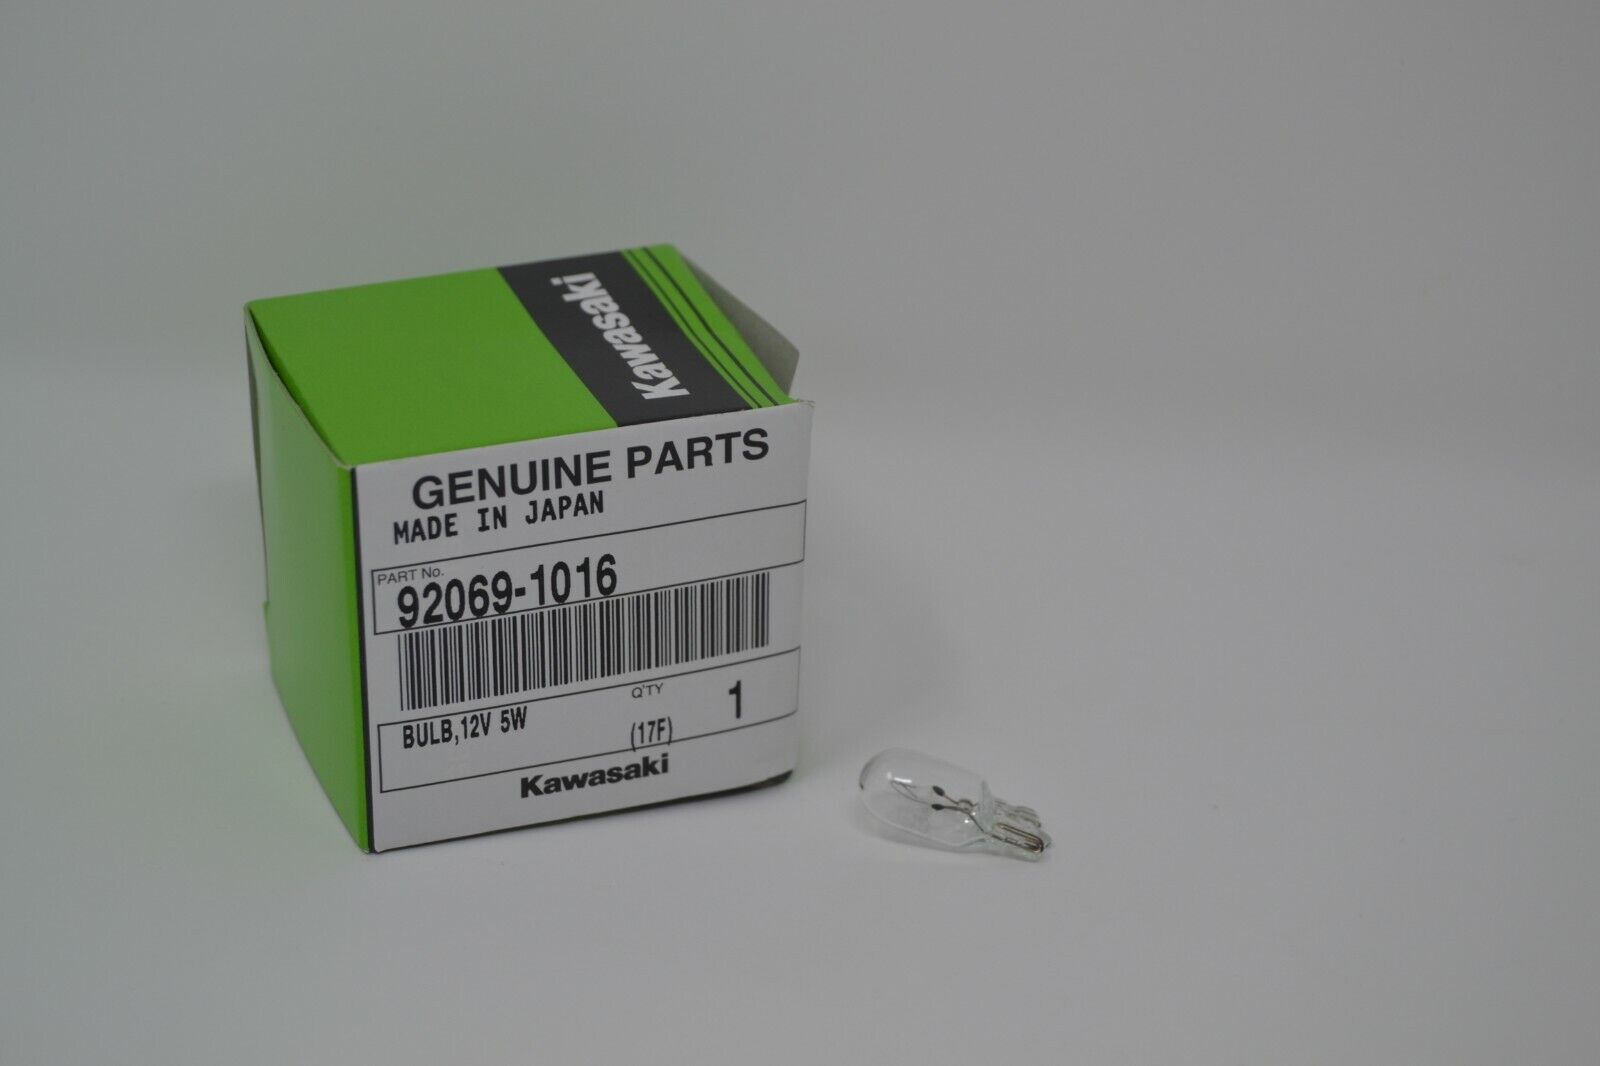 Kawasaki
GENUINE PARTS
MADE IN JAPAN
PART No.
92069-1016
Q'TY
BULB,12V 5W (17F) 1
Kawasaki